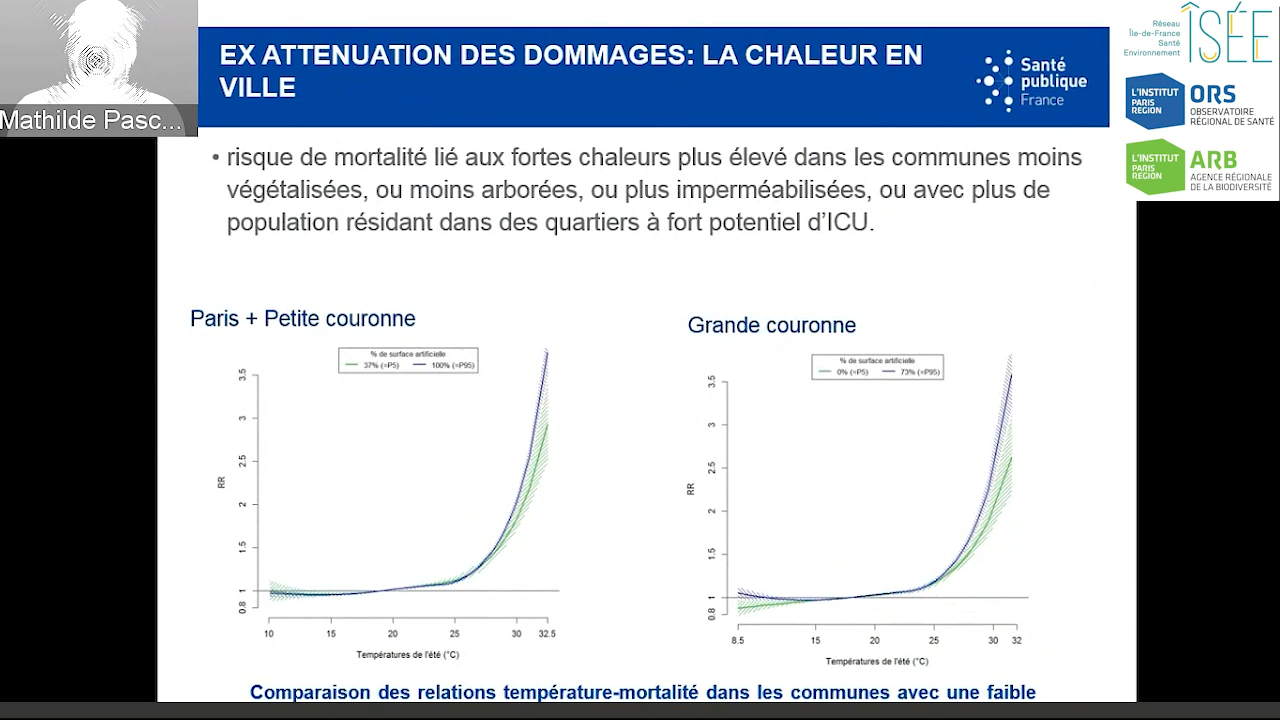 Mathilde Pasc...
EX ATTENUATION DES DOMMAGES: LA CHALEUR EN
VILLE
Santé
publique
France
Réseau
Île-de-France
Santé
Environnement
ÎSÉE
L'INSTITUT
PARIS
REGION
ORS
OBSERVATOIRE
RÉGIONAL DE SANTÉ
L'INSTITUT
PARIS
REGION
ARB
AGENCE RÉGIONALE
DE LA BIODIVERSITÉ
• risque de mortalité lié aux fortes chaleurs plus élevé dans les communes moins
végétalisées, ou moins arborées, ou plus imperméabilisées, ou avec plus de
population résidant dans des quartiers à fort potentiel d'ICU.
Paris + Petite couronne
% de surface artificielle
37% (=P5) 100% (=P95)
3.5
3
2.5
2
1.5
1
0.8
RR
10 15 20 25 30 32.5
Températures de l'été (°C)
Grande couronne
% de surface artificielle
0% (=P5) 73% (=P95)
3.5
3
2.5
2
1.5
1
0.8
RR
8.5 15 20 25 30 32
Températures de l'été (°C)
Comparaison des relations température-mortalité dans les communes avec une faible